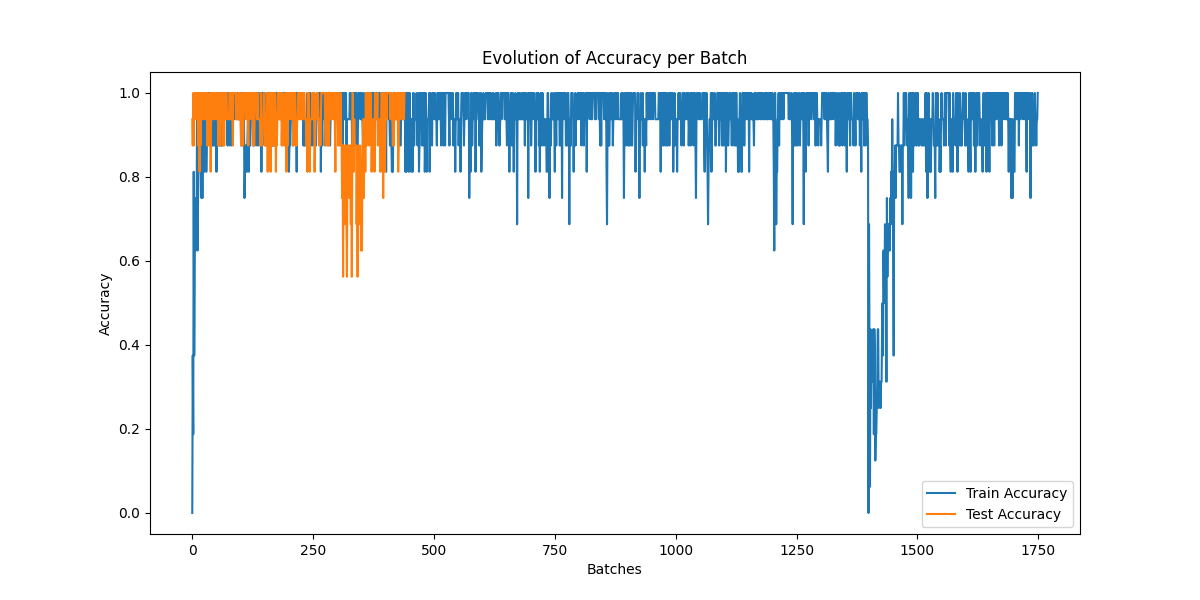 Evolution of Accuracy per Batch
Accuracy
1.0
0.8
0.6
0.4
0.2
0.0
Train Accuracy
Test Accuracy
0 250 500 750 1000 1250 1500 1750
Batches